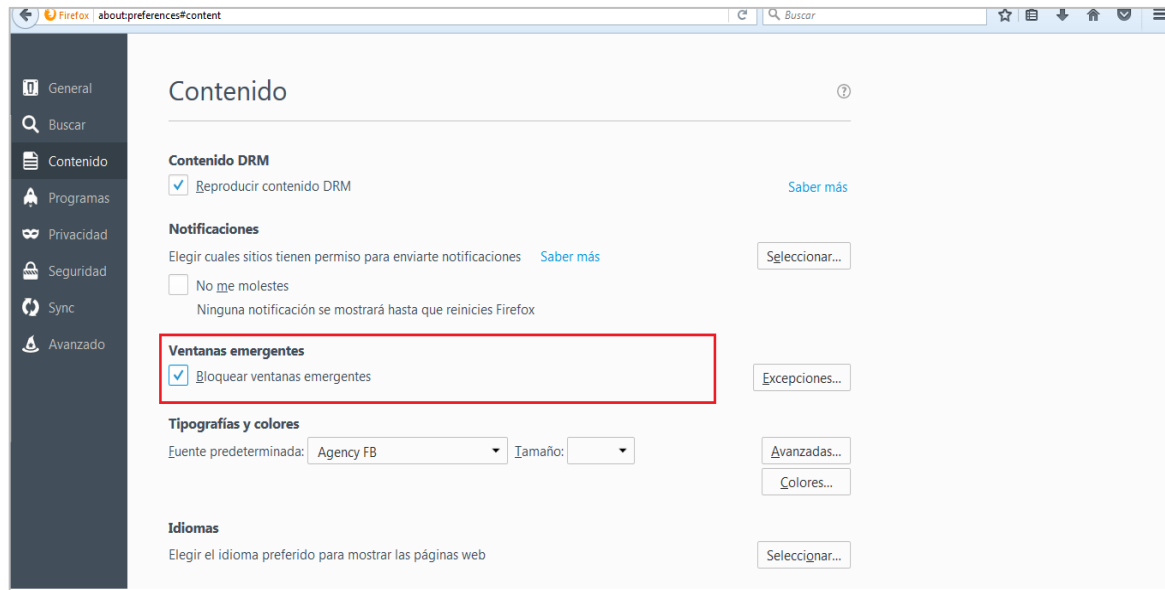 Firefox about:preferences#content Buscar
General
Buscar
Contenido
Programas
Privacidad
Seguridad
Sync
Avanzado
Contenido
Contenido DRM
Reproducir contenido DRM Saber más
Notificaciones
Elegir cuales sitios tienen permiso para enviarte notificaciones Saber más Seleccionar...
No me molestes
Ninguna notificación se mostrará hasta que reinicies Firefox
Ventanas emergentes
Bloquear ventanas emergentes Excepciones...
Tipografías y colores
Fuente predeterminada: Agency FB Tamaño: Avanzadas...
Colores...
Idiomas
Elegir el idioma preferido para mostrar las páginas web Seleccionar...